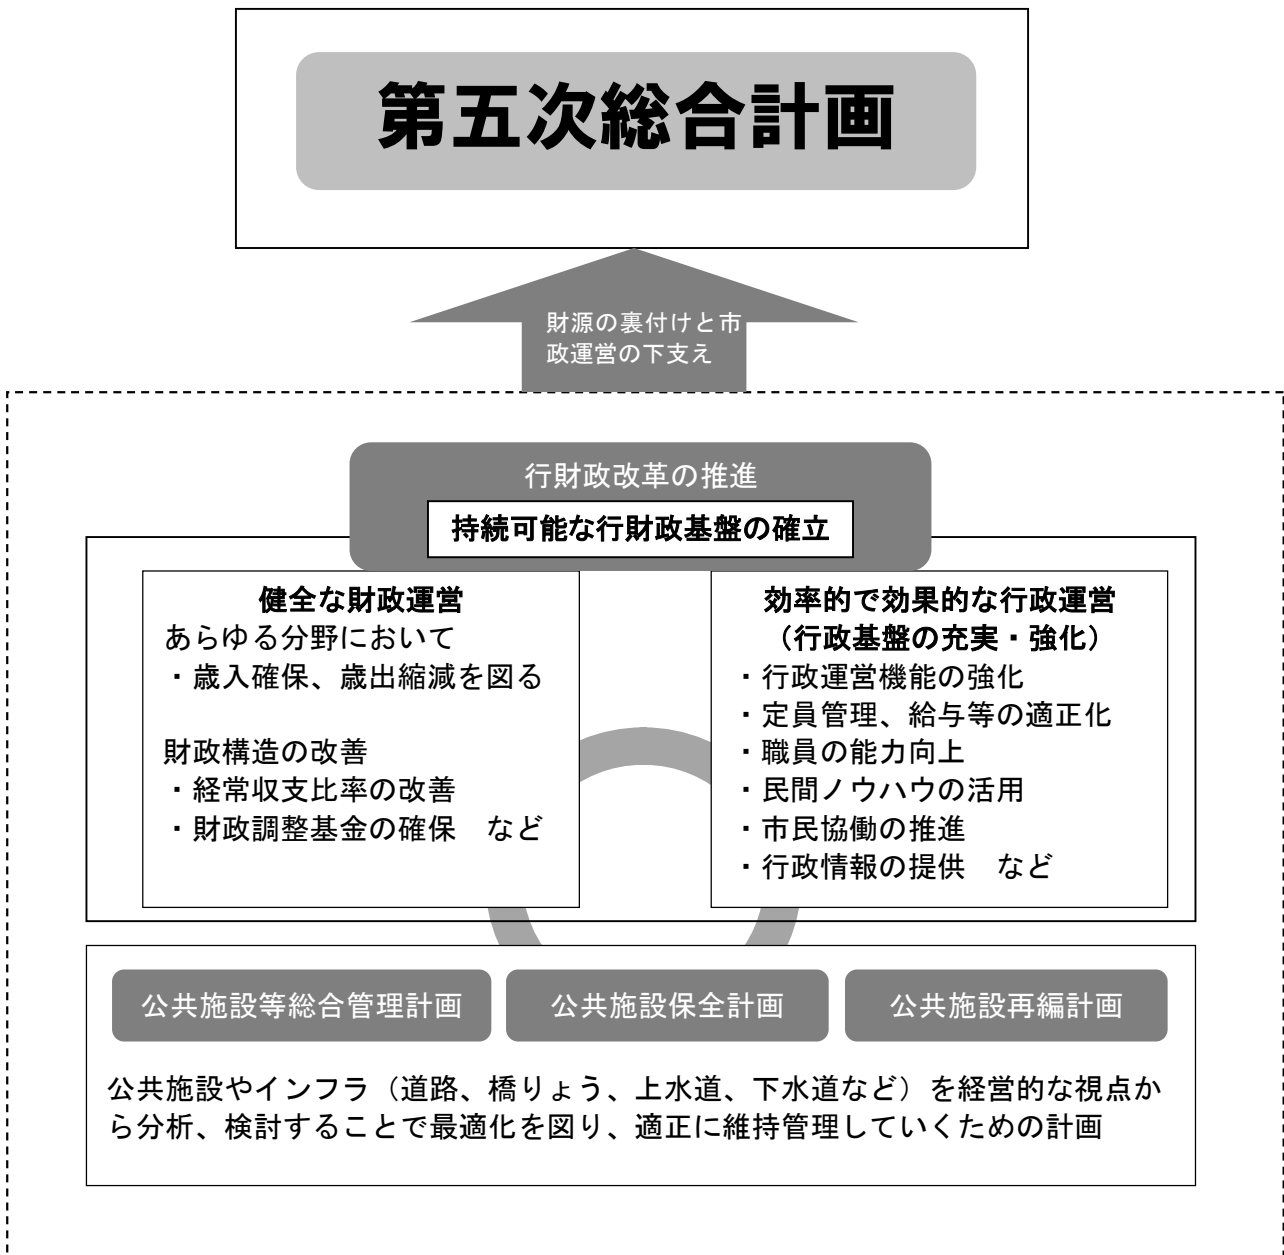 第五次総合計画
財源の裏付けと市
政運営の下支え
行財政改革の推進
持続可能な行財政基盤の確立
健全な財政運営
あらゆる分野において
・歳入確保、歳出縮減を図る
財政構造の改善
・経常収支比率の改善
・財政調整基金の確保　など
効率的で効果的な行政運営
（行政基盤の充実・強化）
・行政運営機能の強化
・定員管理、給与等の適正化
・職員の能力向上
・民間ノウハウの活用
・市民協働の推進
・行政情報の提供　など
公共施設等総合管理計画
公共施設保全計画
公共施設再編計画
公共施設やインフラ（道路、橋りょう、上水道、下水道など）を経営的な視点か
ら分析、検討することで最適化を図り、適正に維持管理していくための計画